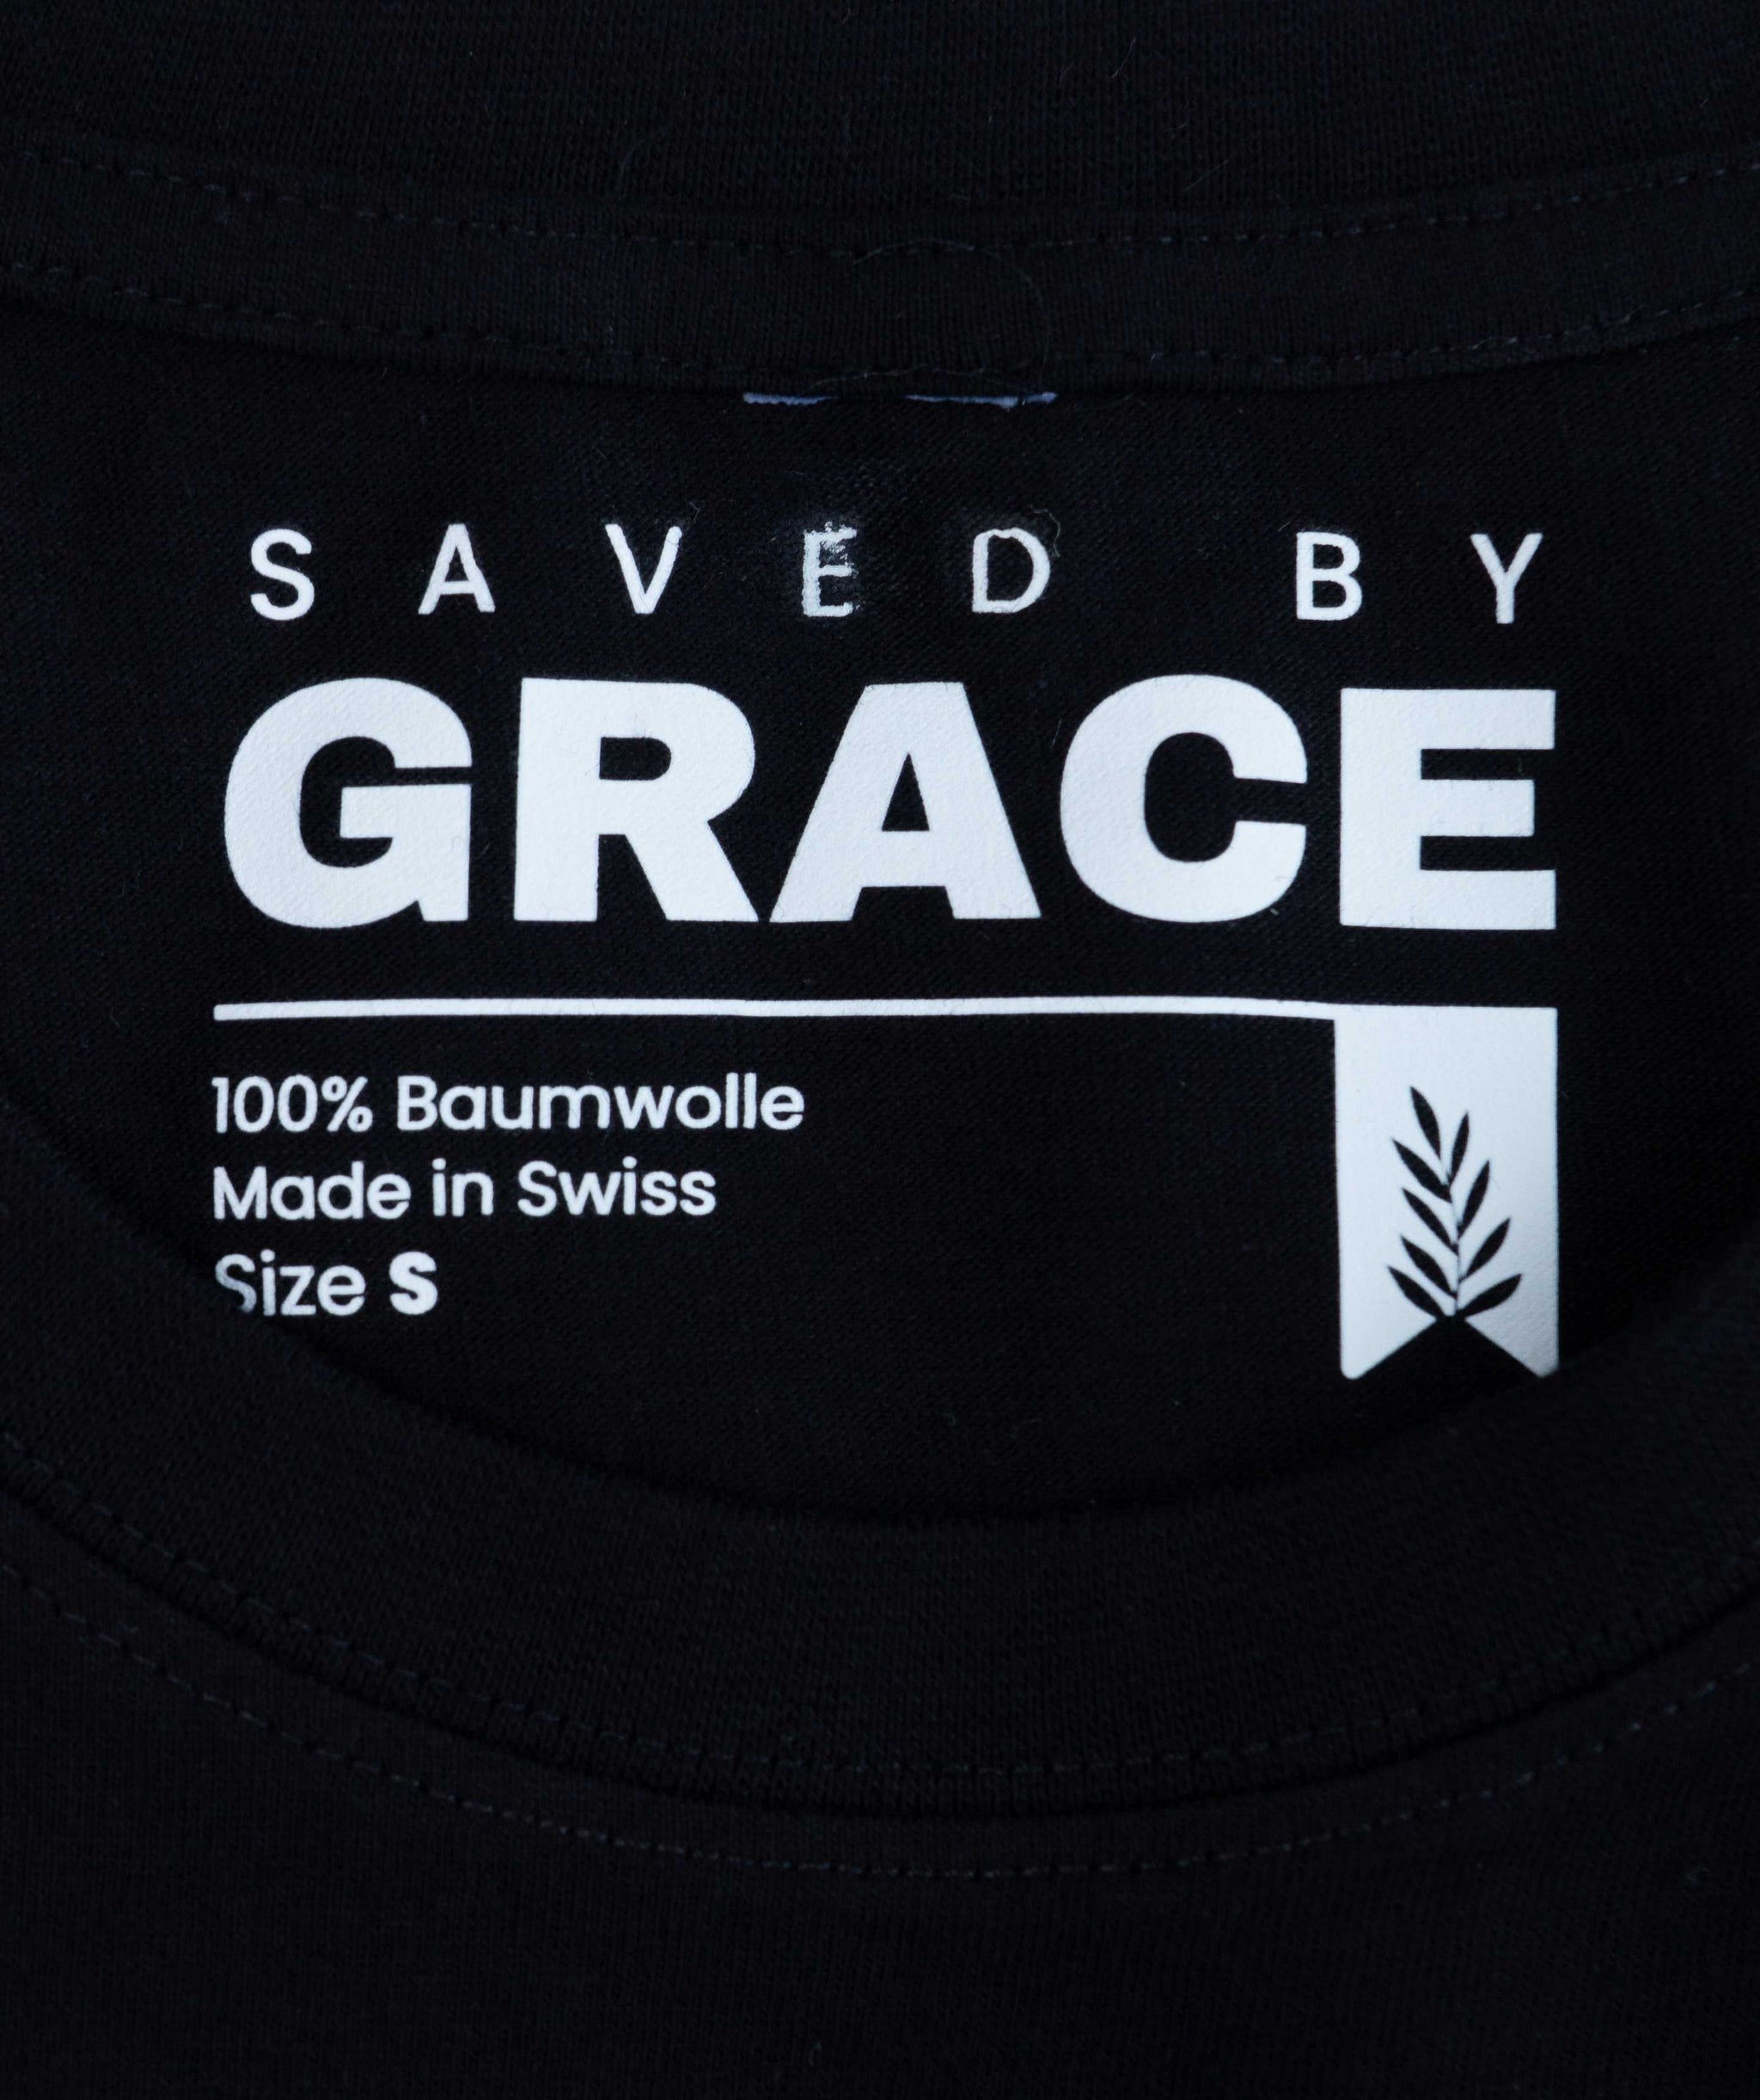 SAVED BY
GRACE
100% Baumwolle
Made in Swiss
Size S